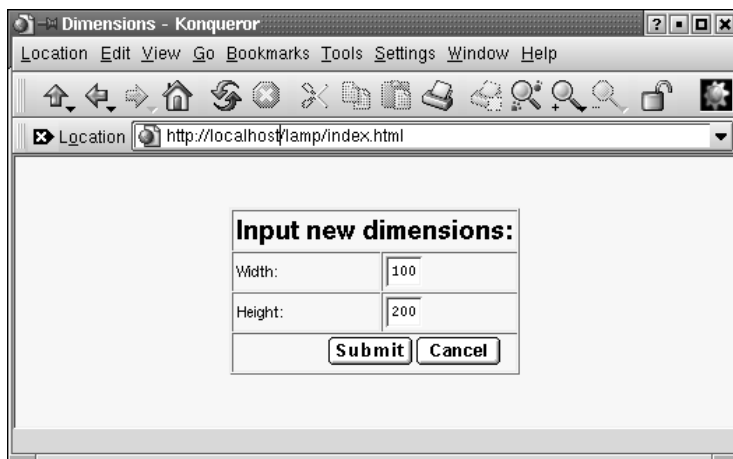 Dimensions - Konqueror
Location Edit View Go Bookmarks Tools Settings Window Help
Location http://localhost/lamp/index.html
Input new dimensions:
Width: 100
Height: 200
Submit Cancel